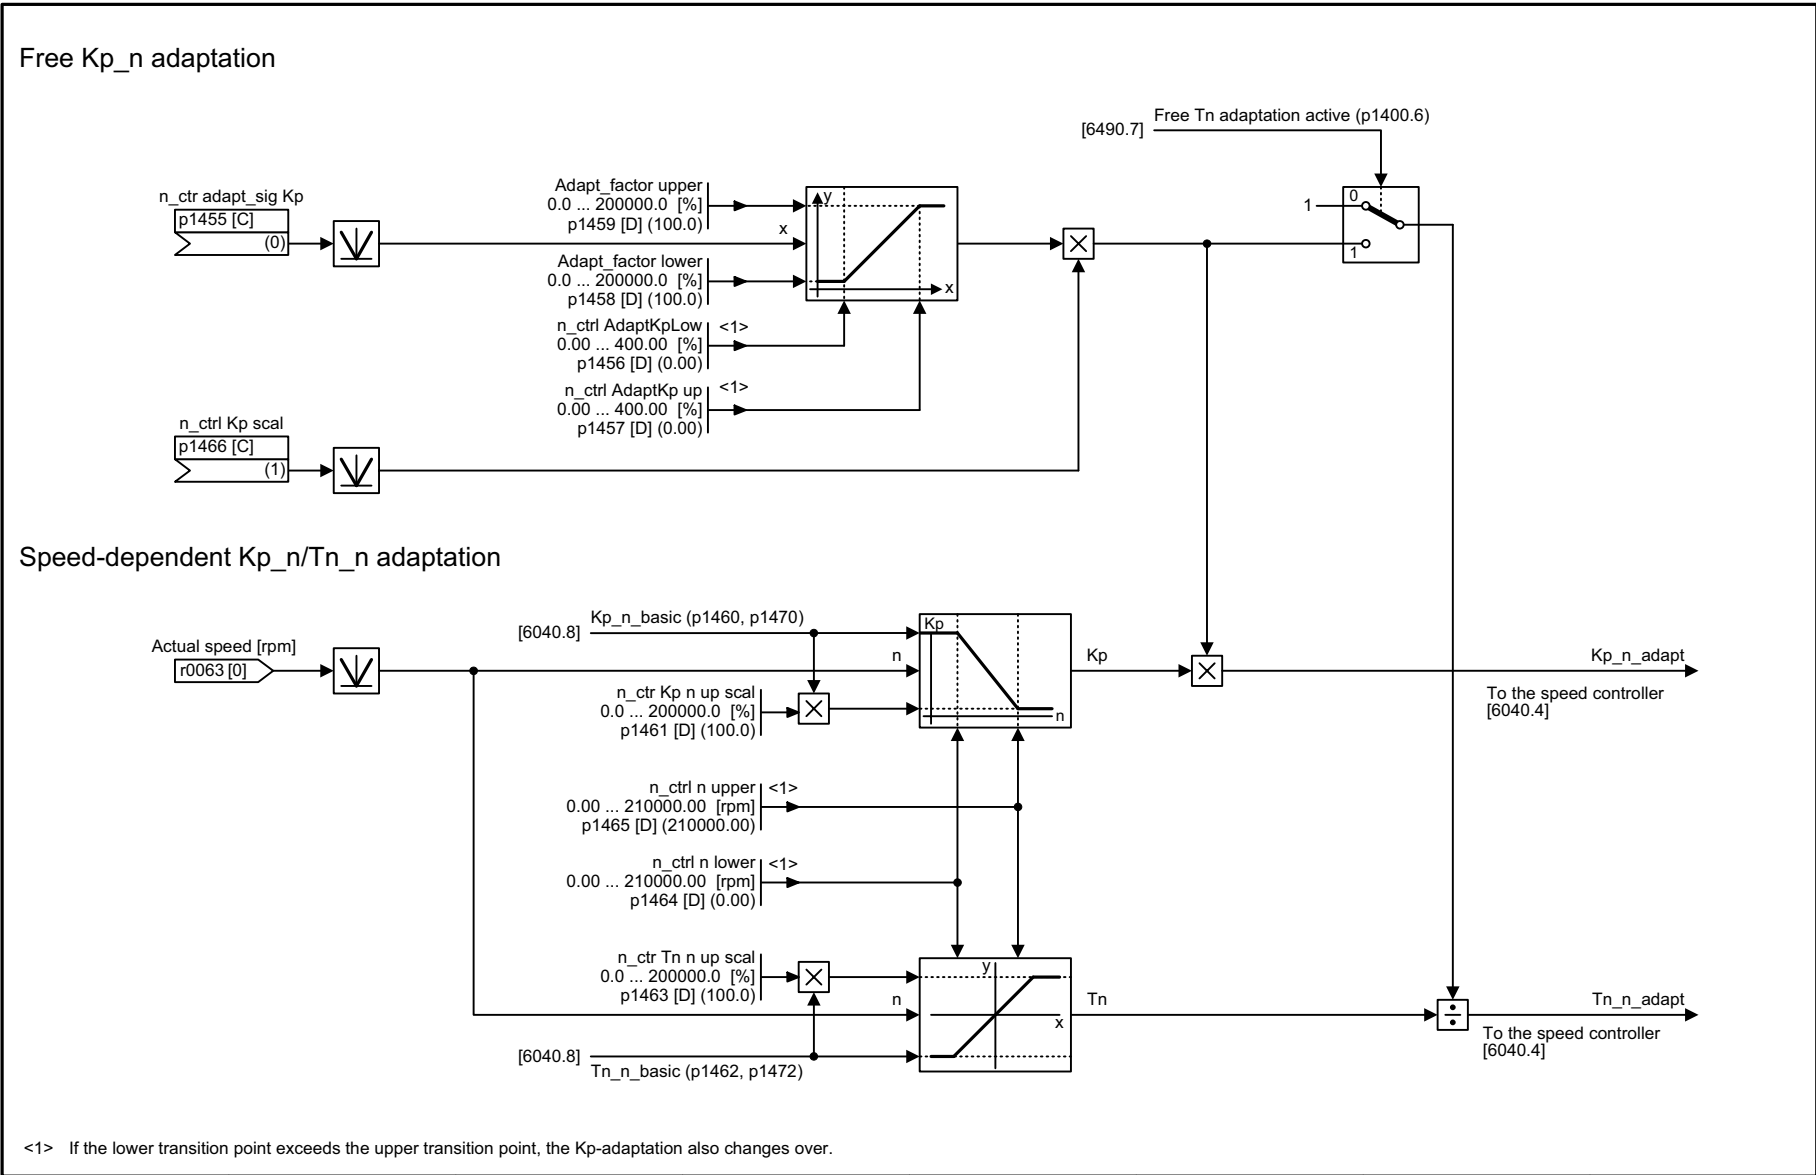 Free Kp_n adaptation
Free Tn adaptation active (p1400.6)
[6490.7]
n_ctr adapt_sig Kp
p1455 [C]
(0)
Adapt_factor upper
0.0 ... 200000.0 [%]
p1459 [D] (100.0)
x
Adapt_factor lower
0.0 ... 200000.0 [%]
p1458 [D] (100.0)
y
x
1
0
1
n_ctrl AdaptKpLow
0.00 ... 400.00 [%]
p1456 [D] (0.00)
<1>
n_ctrl AdaptKp up
0.00 ... 400.00 [%]
p1457 [D] (0.00)
<1>
n_ctrl Kp scal
p1466 [C]
(1)
Speed-dependent Kp_n/Tn_n adaptation
Kp_n_basic (p1460, p1470)
[6040.8]
Actual speed [rpm]
r0063 [0]
n
Kp
n
Kp
Kp_n_adapt
To the speed controller
[6040.4]
n_ctr Kp n up scal
0.0 ... 200000.0 [%]
p1461 [D] (100.0)
n_ctrl n upper
0.00 ... 210000.00 [rpm]
p1465 [D] (210000.00)
<1>
n_ctrl n lower
0.00 ... 210000.00 [rpm]
p1464 [D] (0.00)
<1>
n_ctr Tn n up scal
0.0 ... 200000.0 [%]
p1463 [D] (100.0)
n
y
x
Tn
Tn_n_adapt
To the speed controller
[6040.4]
[6040.8]
Tn_n_basic (p1462, p1472)
<1> If the lower transition point exceeds the upper transition point, the Kp-adaptation also changes over.